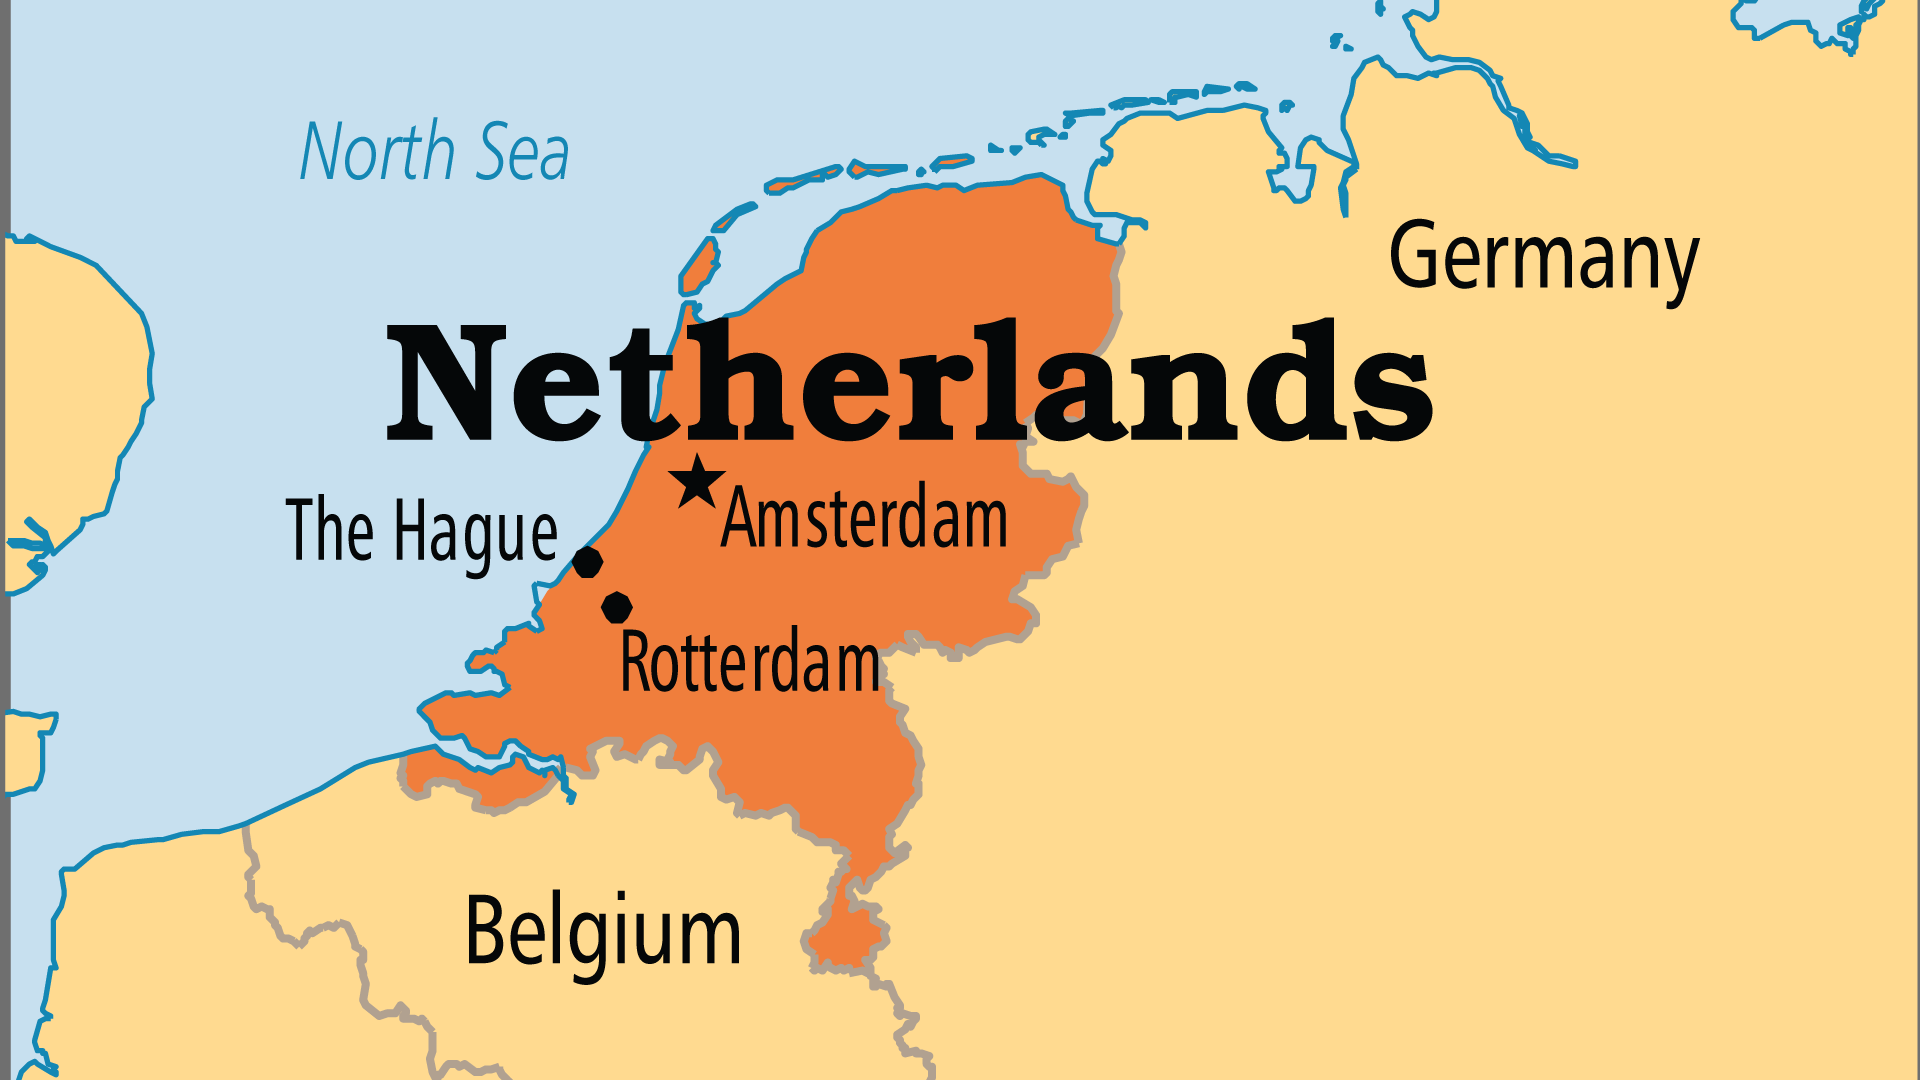 North Sea
Germany
Netherlands
Amsterdam
The Hague
Rotterdam
Belgium